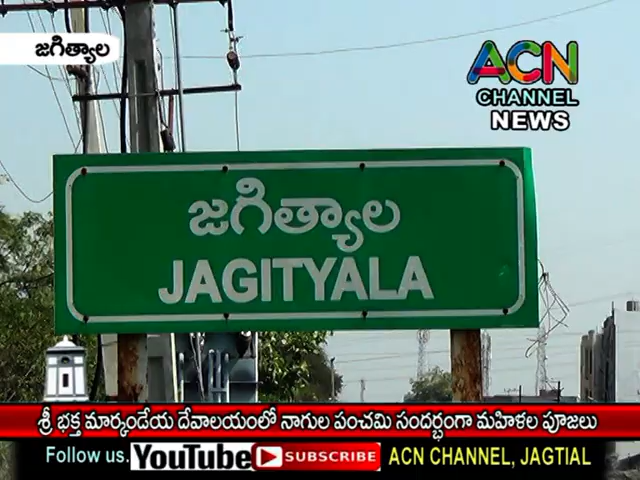 జగిత్యాల
ACN
CHANNEL
NEWS
జగిత్యాల
JAGITYALA
శ్రీ భక్త మార్కండేయ దేవాలయంలో నాగుల పంచమి సందర్భంగా మహిళల పూజలు
Follow us. YouTube SUBSCRIBE ACN CHANNEL, JAGTIAL